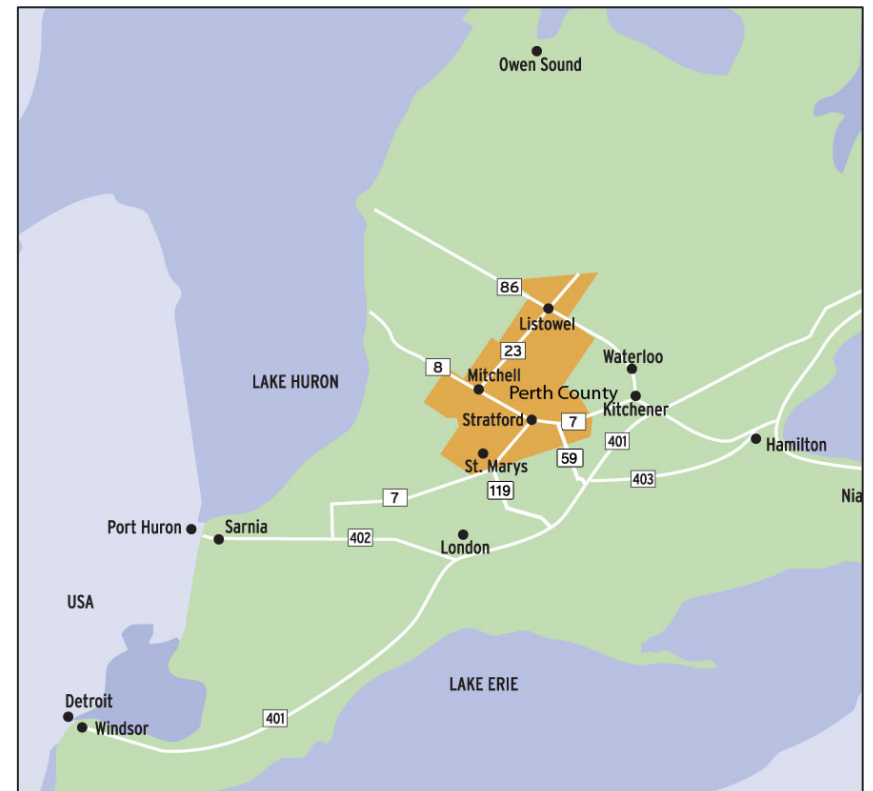 Owen Sound
86
Listowel
23
Waterloo
8
LAKE HURON
Mitchell
Perth County
Kitchener
Stratford
7
401
Hamilton
St. Marys
59
403
119
7
Nia
Port Huron
Sarnia
402
London
USA
LAKE ERIE
Detroit
401
Windsor